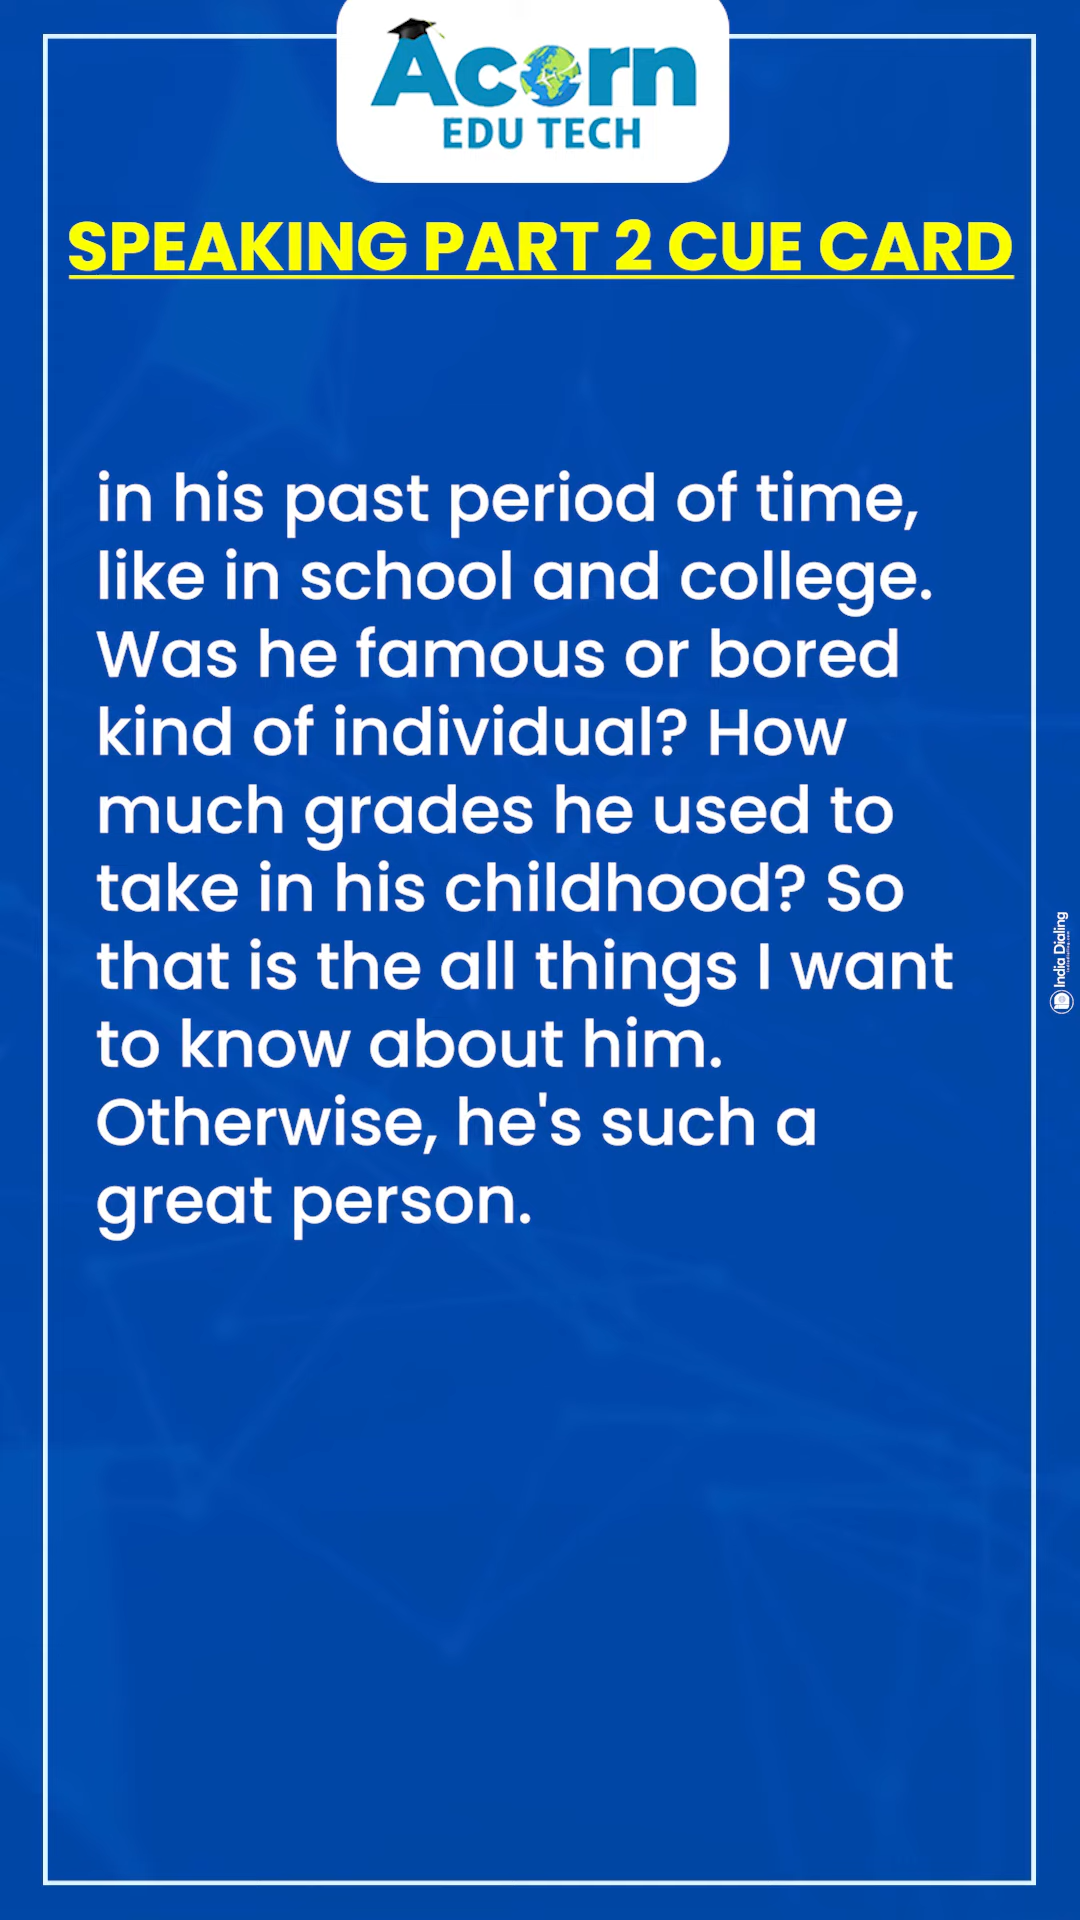 Acorn
EDU TECH
SPEAKING PART 2 CUE CARD
in his past period of time,
like in school and college.
Was he famous or bored
kind of individual? How
much grades he used to
take in his childhood? So
that is the all things I want
to know about him.
Otherwise, he's such a
great person.
India Dialing